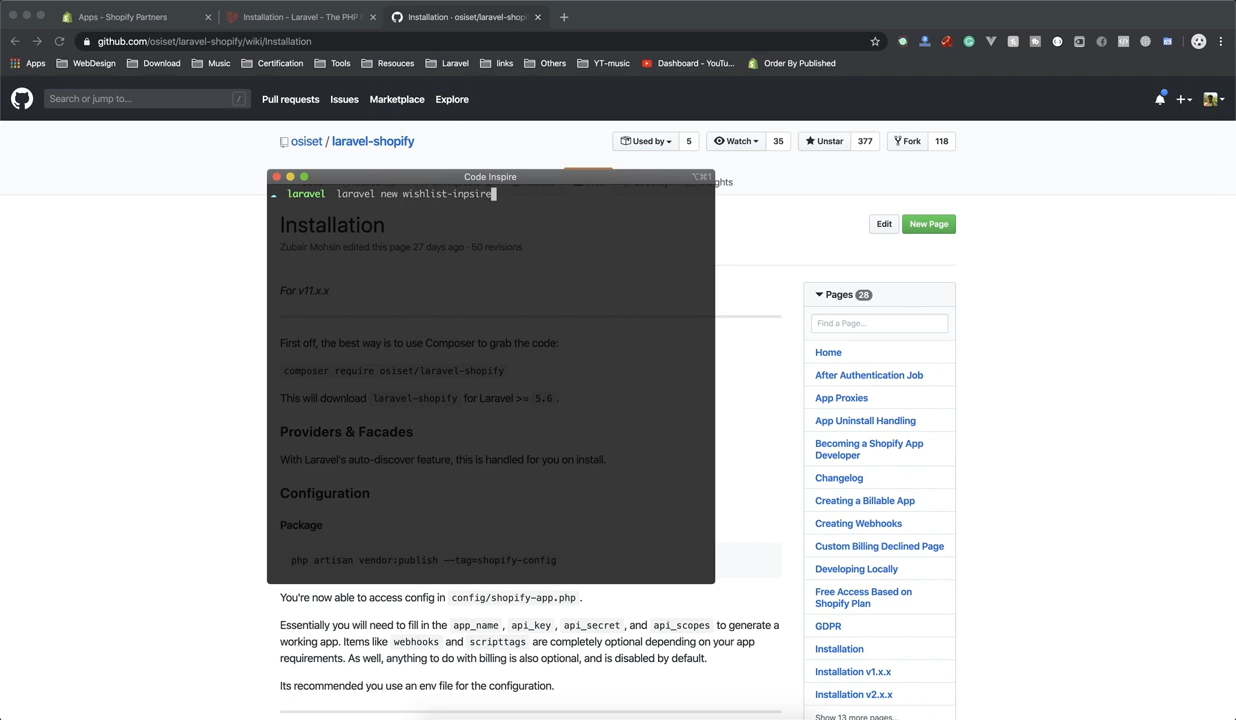 Apps - Shopify Partners
Installation - Laravel - The PHP
Installation · osiset/laravel-shopi
github.com/osiset/laravel-shopify/wiki/Installation
Apps WebDesign Download Music Certification Tools Resouces Laravel links Others YT-music Dashboard - YouTu... Order By Published
Search or jump to... /
Pull requests Issues Marketplace Explore
osiset / laravel-shopify
Used by 5 Watch 35 Unstar 377 Fork 118
Code Inspire ⌥⌘1
laravel laravel new wishlist-inpsire
Installation
Edit New Page
Zubair Mohsin edited this page 27 days ago · 50 revisions
For v11.x.x
First off, the best way is to use Composer to grab the code:
composer require osiset/laravel-shopify
This will download laravel-shopify for Laravel >= 5.6 .
Providers & Facades
With Laravel's auto-discover feature, this is handled for you on install.
Configuration
Package
php artisan vendor:publish --tag=shopify-config
You're now able to access config in config/shopify-app.php .
Essentially you will need to fill in the app_name , api_key , api_secret , and api_scopes to generate a
working app. Items like webhooks and scripttags are completely optional depending on your app
requirements. As well, anything to do with billing is also optional, and is disabled by default.
Its recommended you use an env file for the configuration.
Pages 28
Find a Page...
Home
After Authentication Job
App Proxies
App Uninstall Handling
Becoming a Shopify App
Developer
Changelog
Creating a Billable App
Creating Webhooks
Custom Billing Declined Page
Developing Locally
Free Access Based on
Shopify Plan
GDPR
Installation
Installation v1.x.x
Installation v2.x.x
Show 13 more pages...